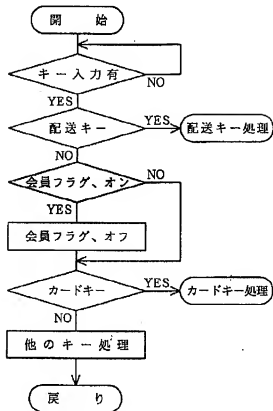 開始
キー入力有
NO
YES
配送キー
YES
配送キー処理
NO
会員フラグ、オン
NO
YES
会員フラグ、オフ
カードキー
YES
カードキー処理
NO
他のキー処理
戻り